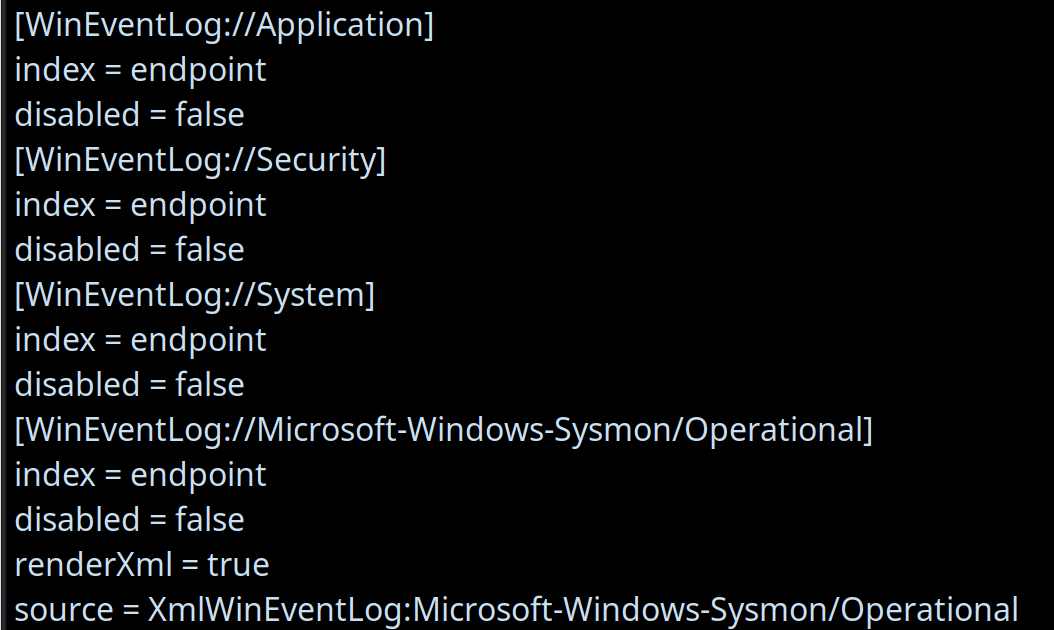 [WinEventLog://Application]
index = endpoint
disabled = false
[WinEventLog://Security]
index = endpoint
disabled = false
[WinEventLog://System]
index = endpoint
disabled = false
[WinEventLog://Microsoft-Windows-Sysmon/Operational]
index = endpoint
disabled = false
renderXml = true
source = XmlWinEventLog:Microsoft-Windows-Sysmon/Operational